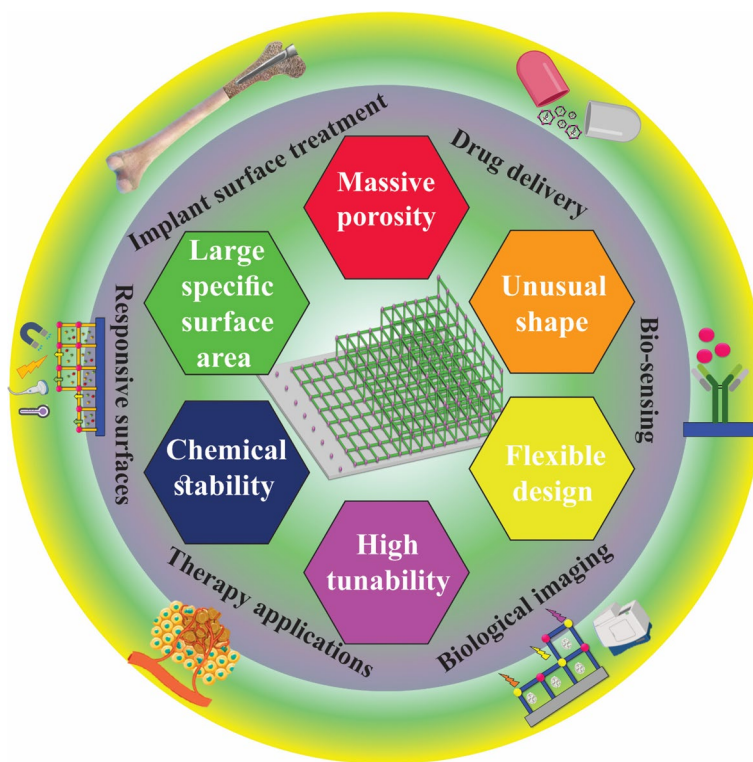 Implant surface treatment
Drug delivery
Bio-sensing
Biological imaging
Therapy applications
Responsive surfaces
Massive
porosity
Unusual
shape
Flexible
design
High
tunability
Chemical
stability
Large
specific
surface
area